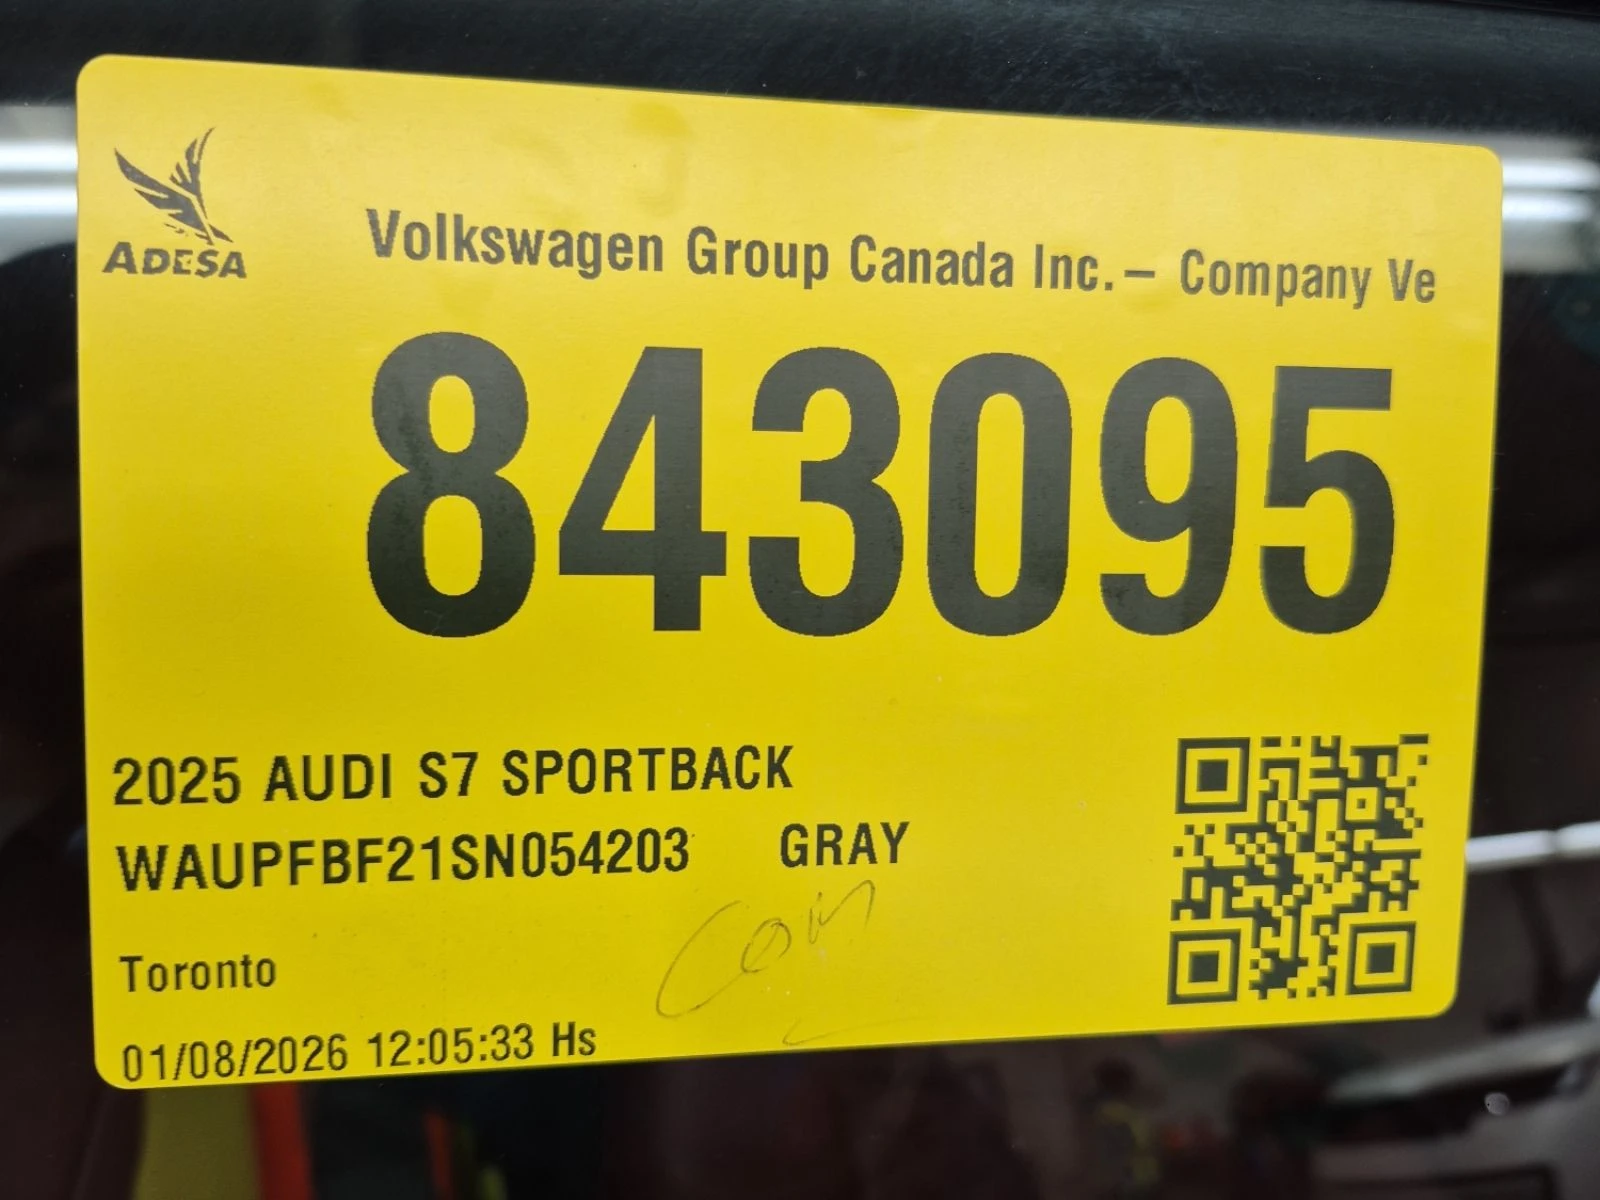 ADESA
Volkswagen Group Canada Inc. – Company Ve
843095
2025 AUDI S7 SPORTBACK
WAUPFBF21SN054203 GRAY
Toronto
01/08/2026 12:05:33 Hs